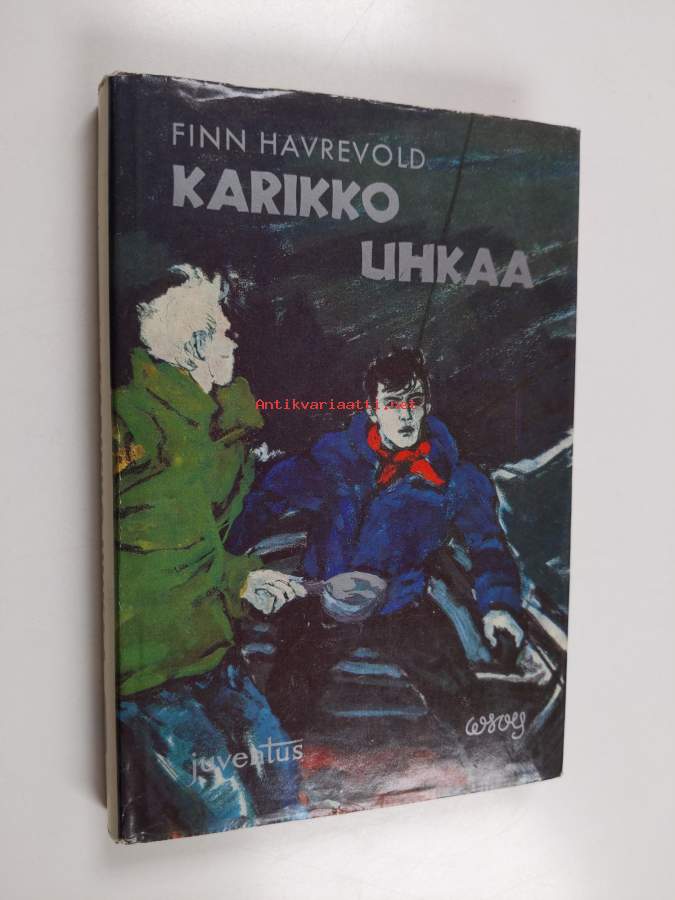 FINN HAVREVOLD
KARIKKO
UHKAA
Antikvariaatti.net
wsoy
juventus